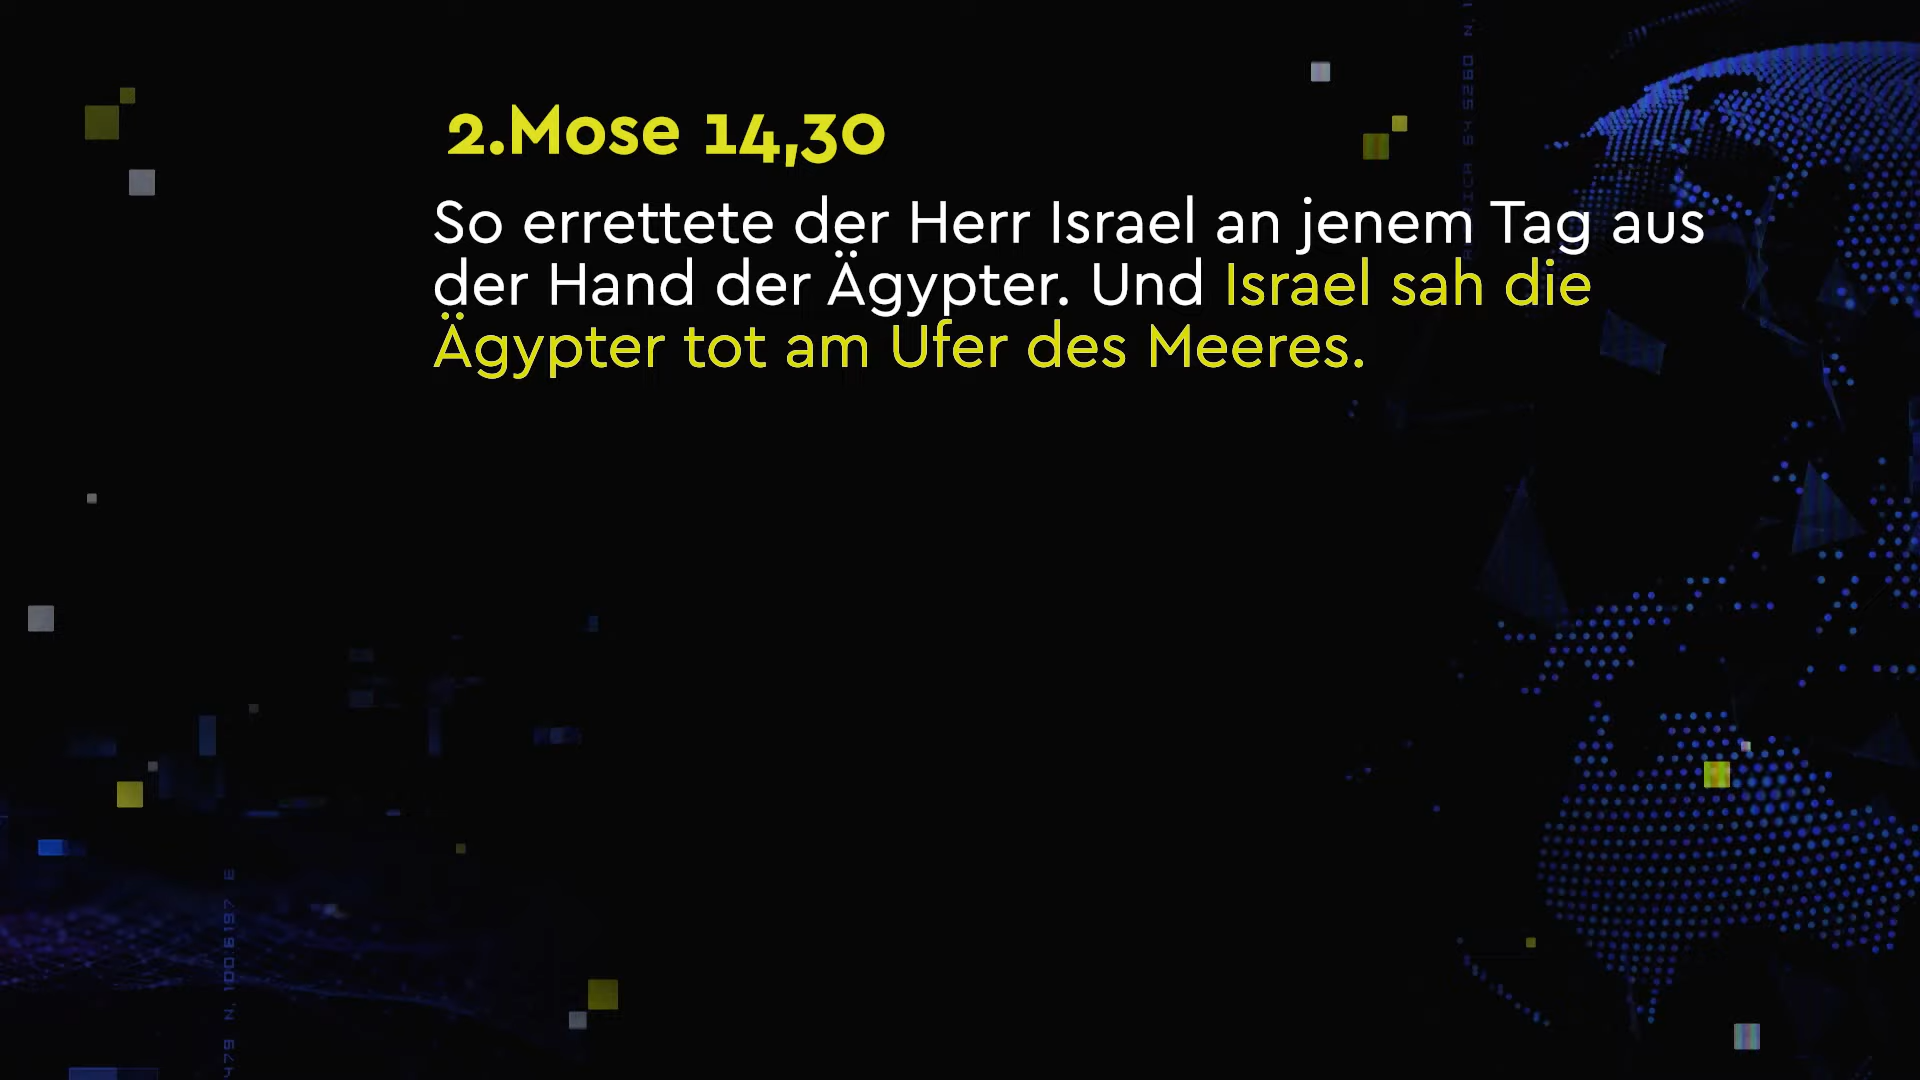 2.Mose 14,30
So errettete der Herr Israel an jenem Tag aus
der Hand der Ägypter. Und Israel sah die
Ägypter tot am Ufer des Meeres.